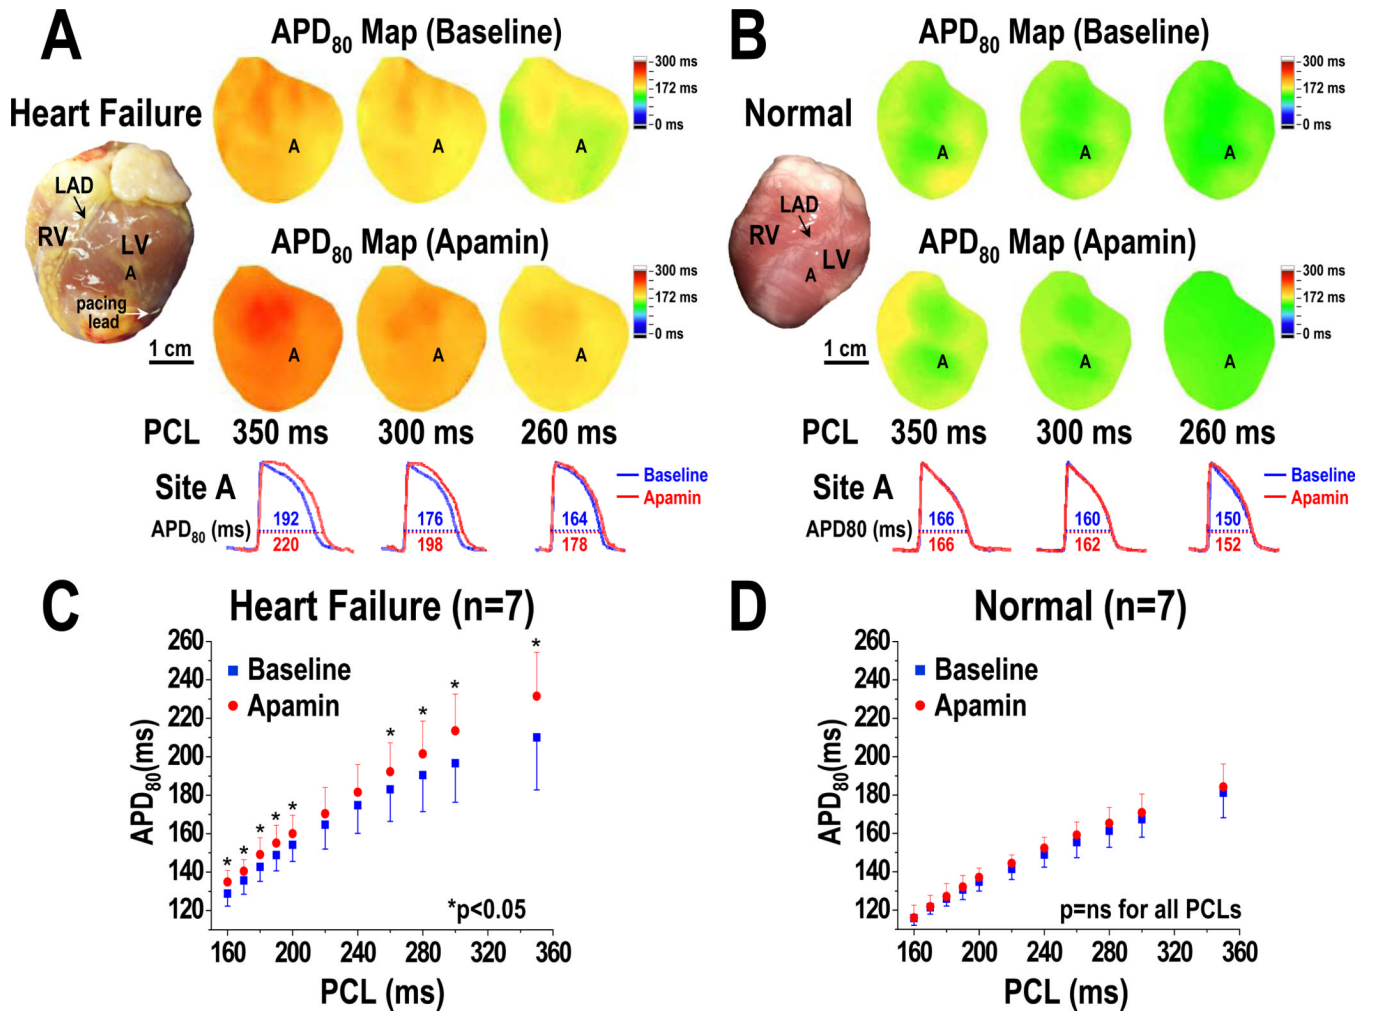 A
APD80 Map (Baseline)
300 ms
172 ms
0 ms
Heart Failure
A
A
A
LAD
RV
LV
A
pacing
lead
1 cm
APD80 Map (Apamin)
300 ms
172 ms
0 ms
A
A
A
PCL 350 ms 300 ms 260 ms
Site A
APD80 (ms)
192
220
176
198
164
178
Baseline
Apamin
B
APD80 Map (Baseline)
300 ms
172 ms
0 ms
Normal
A
A
A
LAD
RV
LV
A
1 cm
APD80 Map (Apamin)
300 ms
172 ms
0 ms
A
A
A
PCL 350 ms 300 ms 260 ms
Site A
APD80 (ms)
166
166
160
162
150
152
Baseline
Apamin
C
Heart Failure (n=7)
Baseline
Apamin
APD80(ms)
260
240
220
200
180
160
140
120
* * * * * * * * *
*p<0.05
160 200 240 280 320 360
PCL (ms)
D
Normal (n=7)
Baseline
Apamin
APD80(ms)
260
240
220
200
180
160
140
120
p=ns for all PCLs
160 200 240 280 320 360
PCL (ms)